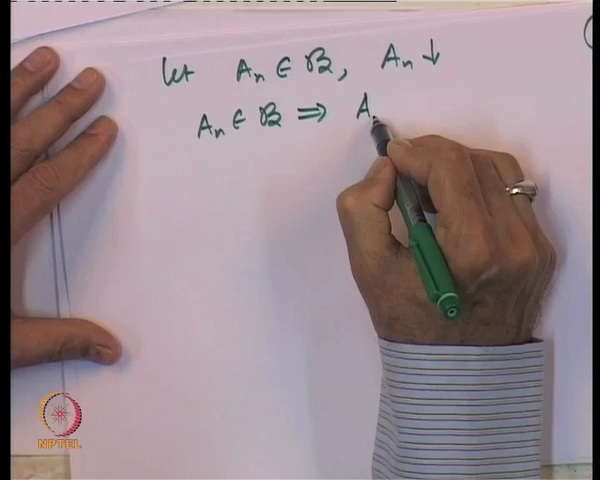 let Aₙ ∈ ℬ, Aₙ ↓
Aₙ ∈ ℬ ⇒ A
NPTEL